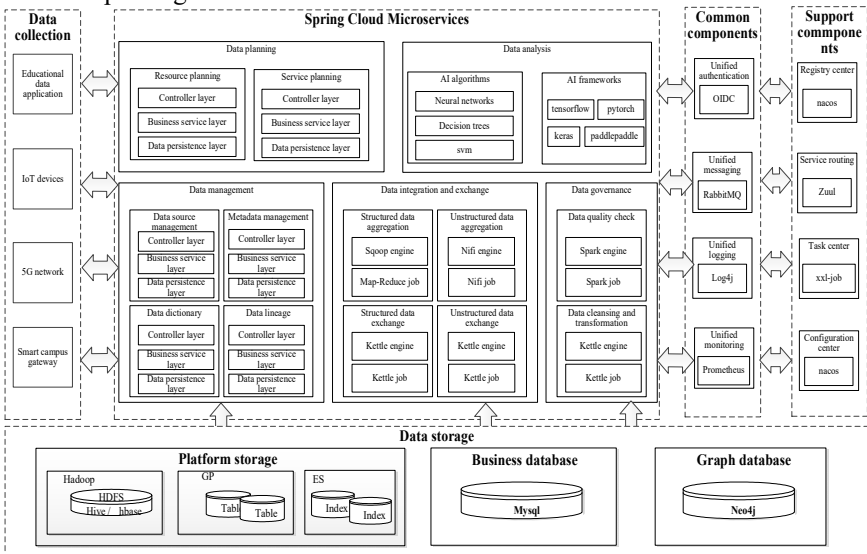 Data
collection
Educational
data
application
IoT devices
5G network
Smart campus
gateway
Spring Cloud Microservices
Data planning
Resource planning
Controller layer
Business service layer
Data persistence layer
Service planning
Controller layer
Business service layer
Data persistence layer
Data analysis
AI algorithms
Neural networks
Decision trees
svm
AI frameworks
tensorflow
pytorch
keras
paddlepaddle
Data management
Data source
management
Controller layer
Business service
layer
Data persistence
layer
Metadata management
Controller layer
Business service
layer
Data persistence
layer
Data dictionary
Controller layer
Business service
layer
Data persistence
layer
Data lineage
Controller layer
Business service
layer
Data persistence
layer
Data integration and exchange
Structured data
aggregation
Sqoop engine
Map-Reduce job
Unstructured data
aggregation
Nifi engine
Nifi job
Structured data
exchange
Kettle engine
Kettle job
Unstructured data
exchange
Kettle engine
Kettle job
Data governance
Data quality check
Spark engine
Spark job
Data cleansing and
transformation
Kettle engine
Kettle job
Common
components
Unified
authentication
OIDC
Unified
messaging
RabbitMQ
Unified
logging
Log4j
Unified
monitoring
Prometheus
Support
commpone
nts
Registry center
nacos
Service routing
Zuul
Task center
xxl-job
Configuration
center
nacos
Data storage
Platform storage
Hadoop
HDFS
Hive / hbase
GP
Table
Table
ES
Index
Index
Business database
Mysql
Graph database
Neo4j